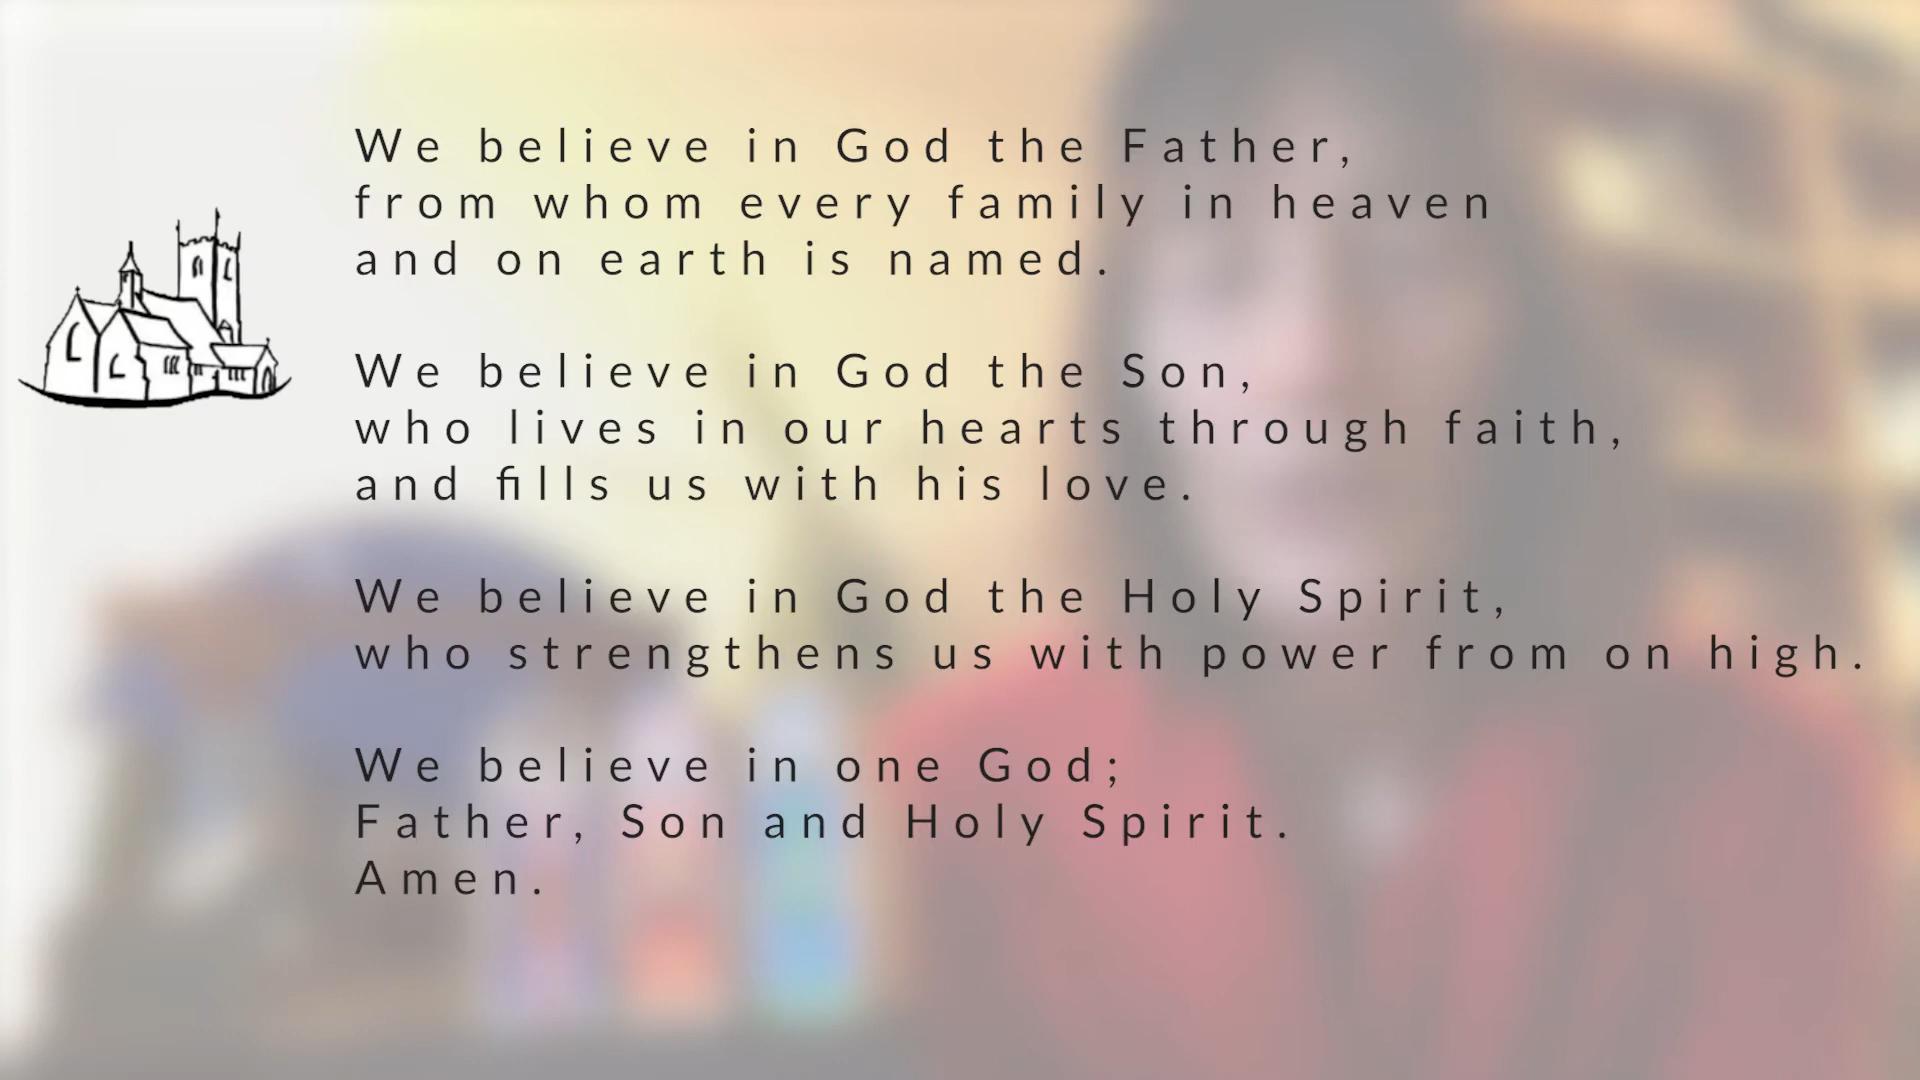 We believe in God the Father,
from whom every family in heaven
and on earth is named.
We believe in God the Son,
who lives in our hearts through faith,
and fills us with his love.
We believe in God the Holy Spirit,
who strengthens us with power from on high.
We believe in one God;
Father, Son and Holy Spirit.
Amen.